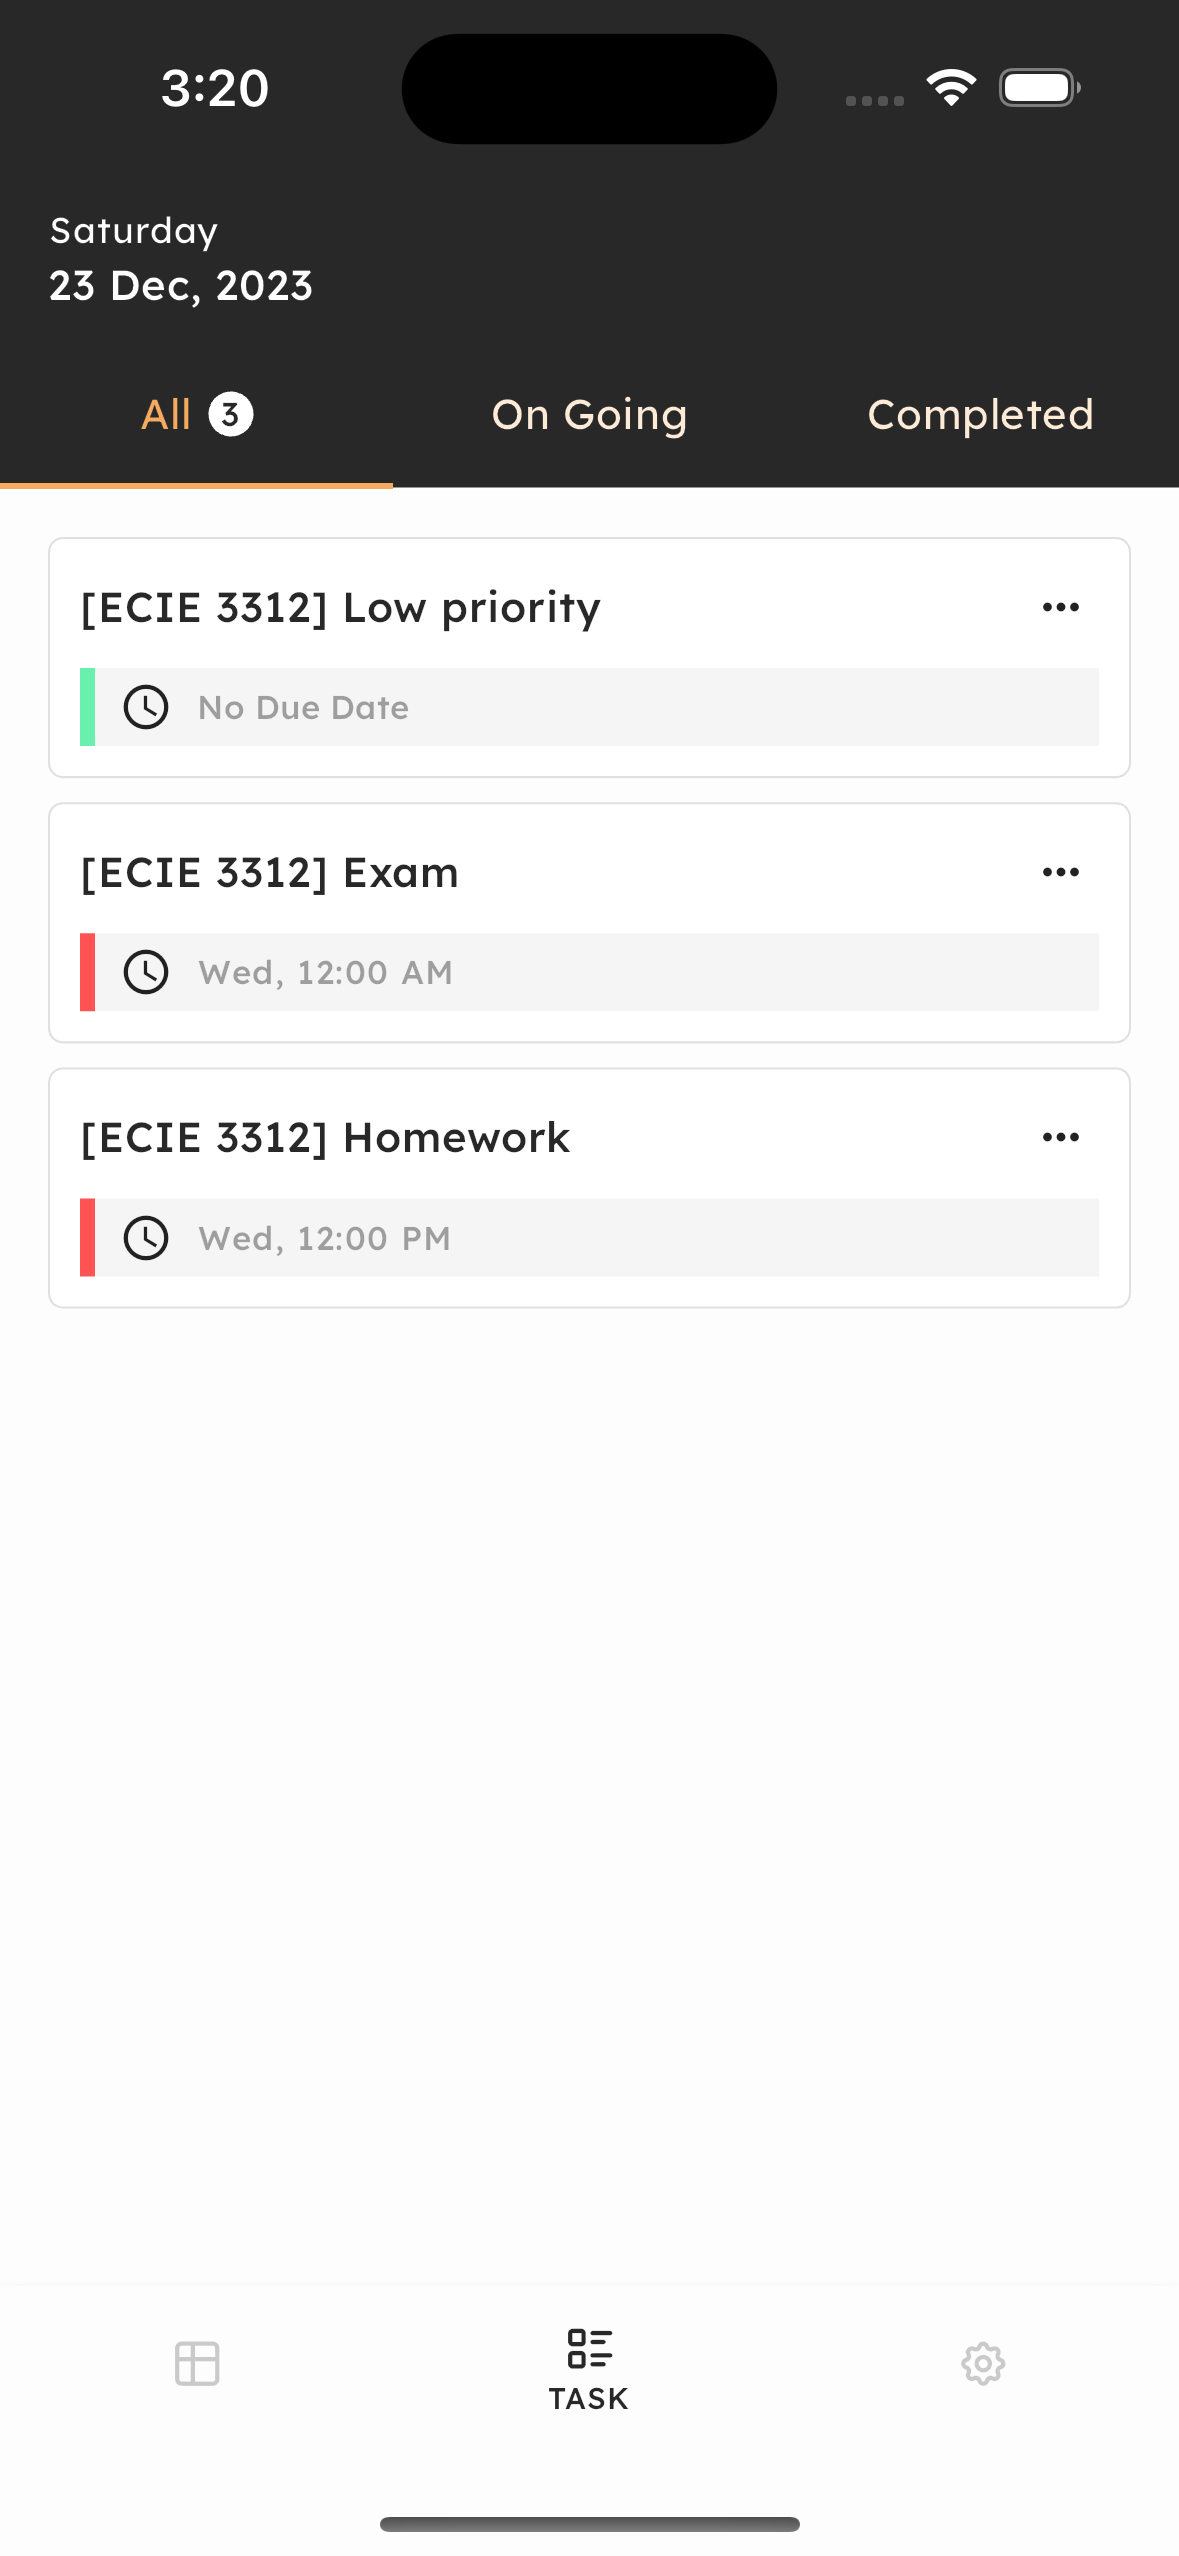 3:20
Saturday
23 Dec, 2023
All 3
On Going
Completed
[ECIE 3312] Low priority
No Due Date
[ECIE 3312] Exam
Wed, 12:00 AM
[ECIE 3312] Homework
Wed, 12:00 PM
TASK